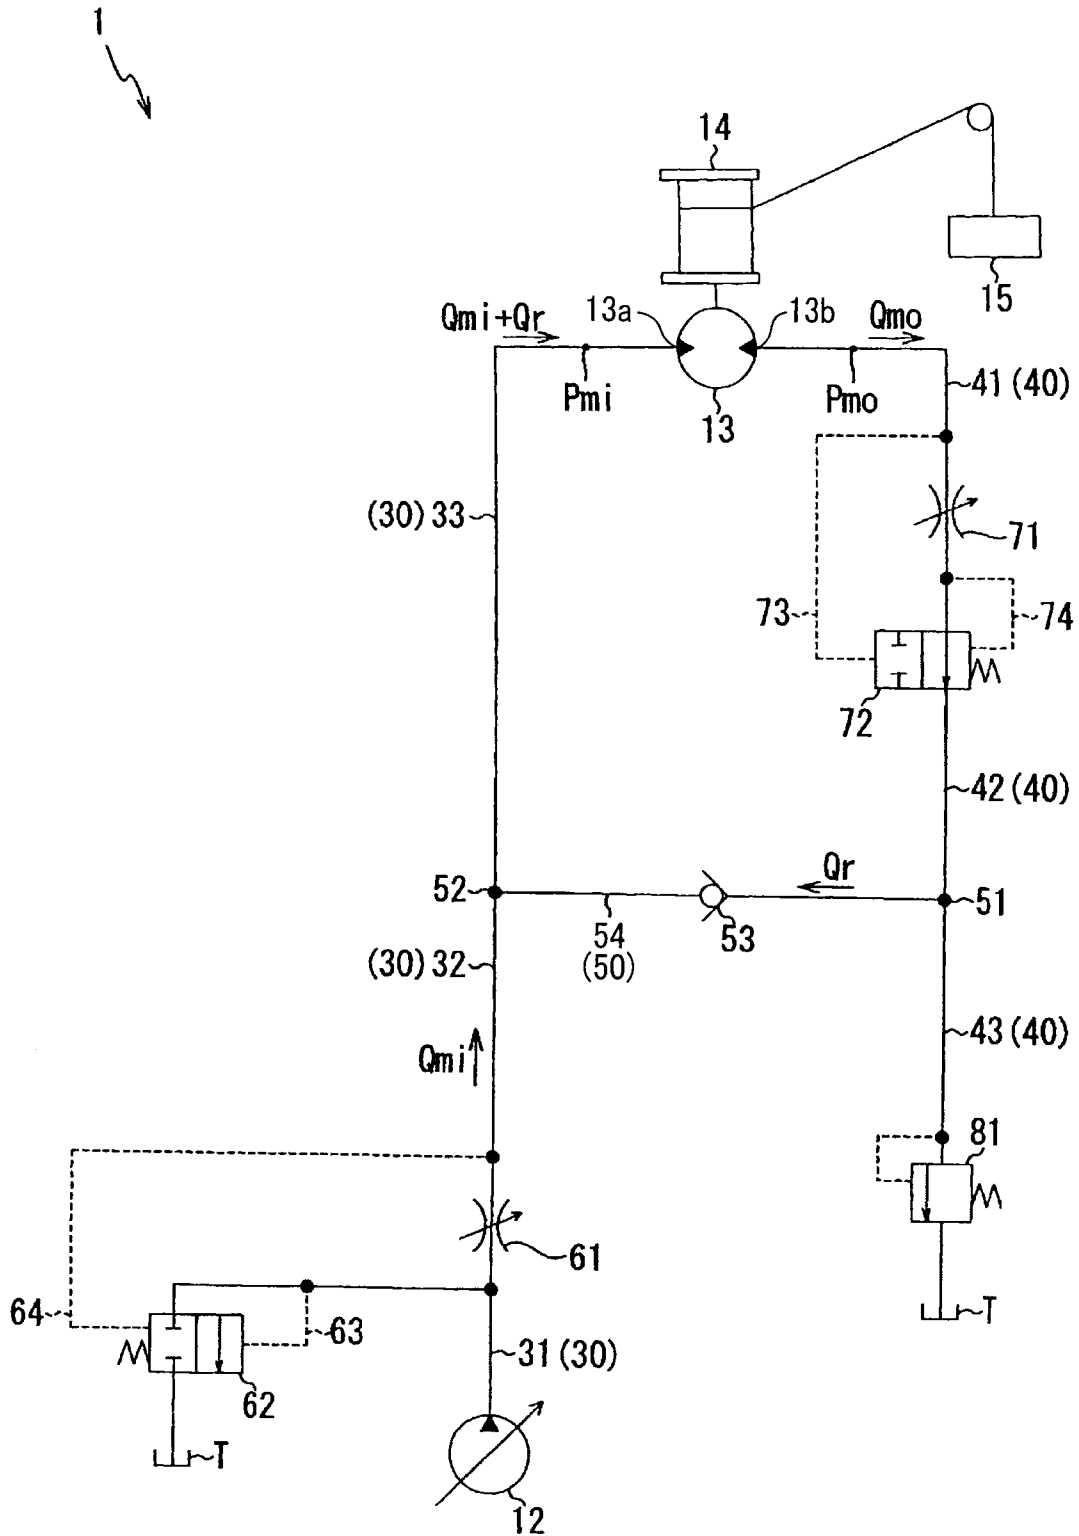 1
14
15
Qmi+Qr
13a
13b
Qmo
Pmi
13
Pmo
41(40)
(30)33
71
73
74
72
42(40)
52
Qr
51
54
(50)
53
(30)32
43(40)
Qmi
81
61
64
63
T
31(30)
62
T
12